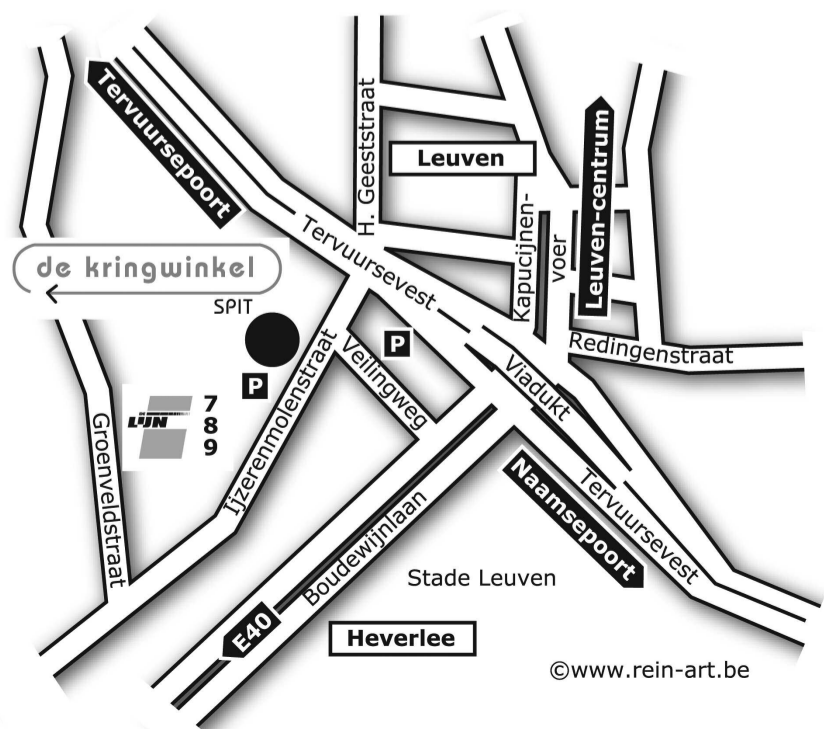 Tervuursepoort
H. Geeststraat
Leuven
Leuven-centrum
Kapucijnen-
voer
de kringwinkel
SPIT
Tervuursevest
Redingenstraat
P
P
Veilingweg
Viadukt
LIJN
7
8
9
Groenveldstraat
Ijzerenmolenstraat
Naamsepoort
Tervuursevest
Boudewijnlaan
Stade Leuven
E40
Heverlee
©www.rein-art.be